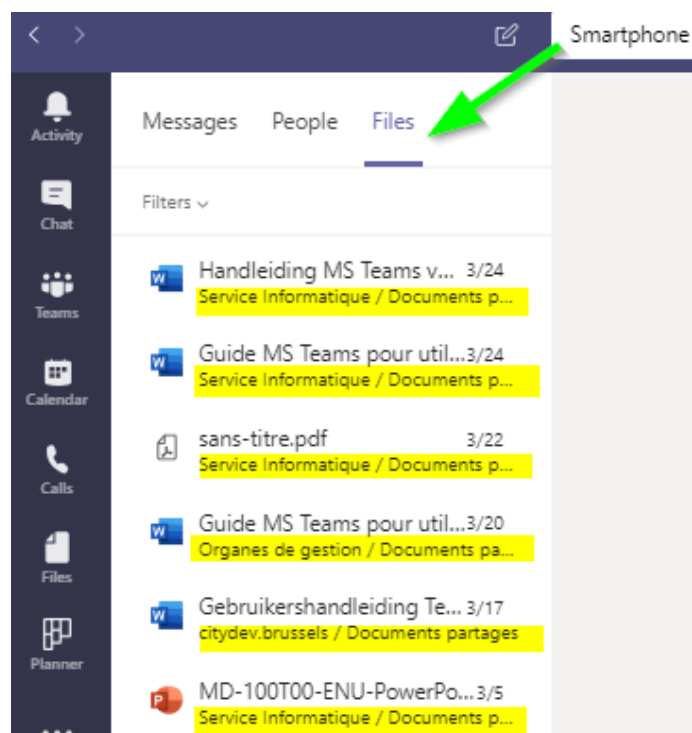 Smartphone
Activity
Messages People Files
Chat
Filters
Teams
Handleiding MS Teams v... 3/24
Service Informatique / Documents p...
Calendar
Guide MS Teams pour util...3/24
Service Informatique / Documents p...
Calls
sans-titre.pdf 3/22
Service Informatique / Documents p...
Files
Guide MS Teams pour util...3/20
Organes de gestion / Documents pa...
Planner
Gebruikershandleiding Te... 3/17
citydev.brussels / Documents partages
MD-100T00-ENU-PowerPo... 3/5
Service Informatique / Documents p...